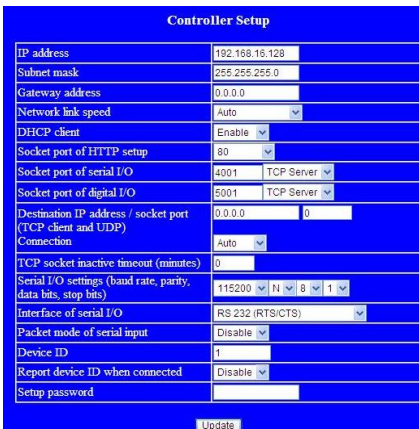 Controller Setup
IP address 192.168.16.128
Subnet mask 255.255.255.0
Gateway address 0.0.0.0
Network link speed Auto
DHCP client Enable
Socket port of HTTP setup 80
Socket port of serial I/O 4001 TCP Server
Socket port of digital I/O 5001 TCP Server
Destination IP address / socket port 0.0.0.0 0
(TCP client and UDP)
Connection Auto
TCP socket inactive timeout (minutes) 0
Serial I/O settings (baud rate, parity,
data bits, stop bits) 115200 N 8 1
Interface of serial I/O RS 232 (RTS/CTS)
Packet mode of serial input Disable
Device ID 1
Report device ID when connected Disable
Setup password
Update